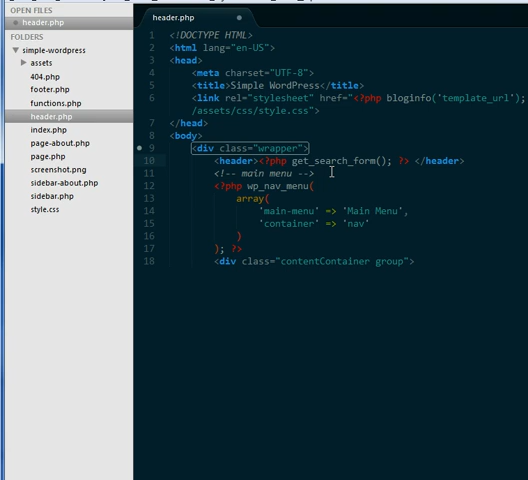 OPEN FILES
header.php
FOLDERS
simple-wordpress
assets
404.php
footer.php
functions.php
header.php
index.php
page-about.php
page.php
screenshot.png
sidebar-about.php
sidebar.php
style.css
header.php
1 <!DOCTYPE HTML>
2 <html lang="en-US">
3 <head>
4 <meta charset="UTF-8">
5 <title>Simple WordPress</title>
6 <link rel="stylesheet" href="<?php bloginfo('template_url');
/assets/css/style.css">
7 </head>
8 <body>
9 <div class="wrapper">
10 <header><?php get_search_form(); ?> </header>
11 <!-- main menu -->
12 <?php wp_nav_menu(
13 array(
14 'main-menu' => 'Main Menu',
15 'container' => 'nav'
16 )
17 ); ?>
18 <div class="contentContainer group">